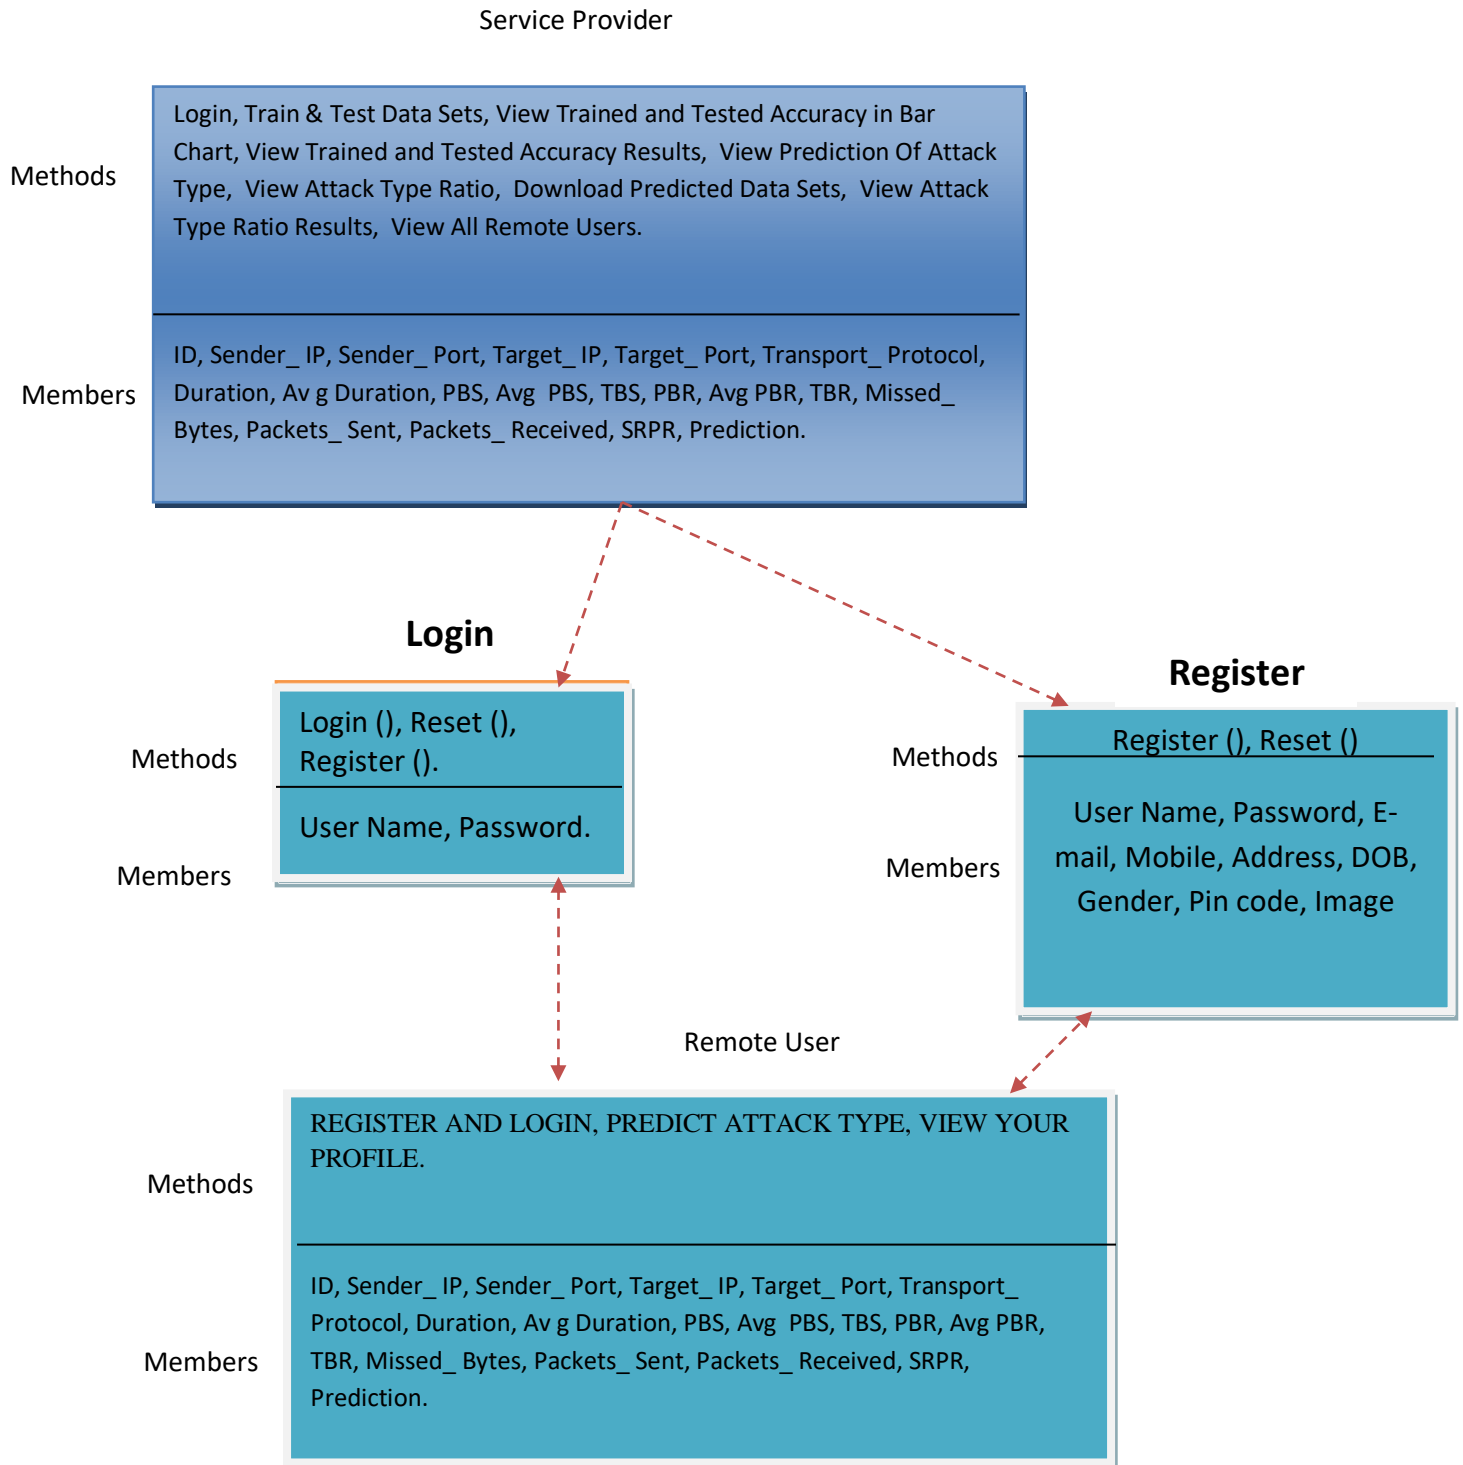 Service Provider
Methods
Login, Train & Test Data Sets, View Trained and Tested Accuracy in Bar
Chart, View Trained and Tested Accuracy Results,  View Prediction Of Attack
Type,  View Attack Type Ratio,  Download Predicted Data Sets,  View Attack
Type Ratio Results,  View All Remote Users.
Members
ID, Sender_ IP, Sender_ Port, Target_ IP, Target_ Port, Transport_ Protocol,
Duration, Av g Duration, PBS, Avg  PBS, TBS, PBR, Avg PBR, TBR, Missed_
Bytes, Packets_ Sent, Packets_ Received, SRPR, Prediction.
Login
Methods
Login (), Reset (),
Register ().
Members
User Name, Password.
Register
Methods
Register (), Reset ()
Members
User Name, Password, E-
mail, Mobile, Address, DOB,
Gender, Pin code, Image
Remote User
Methods
REGISTER AND LOGIN, PREDICT ATTACK TYPE, VIEW YOUR
PROFILE.
Members
ID, Sender_ IP, Sender_ Port, Target_ IP, Target_ Port, Transport_
Protocol, Duration, Av g Duration, PBS, Avg  PBS, TBS, PBR, Avg PBR,
TBR, Missed_ Bytes, Packets_ Sent, Packets_ Received, SRPR,
Prediction.